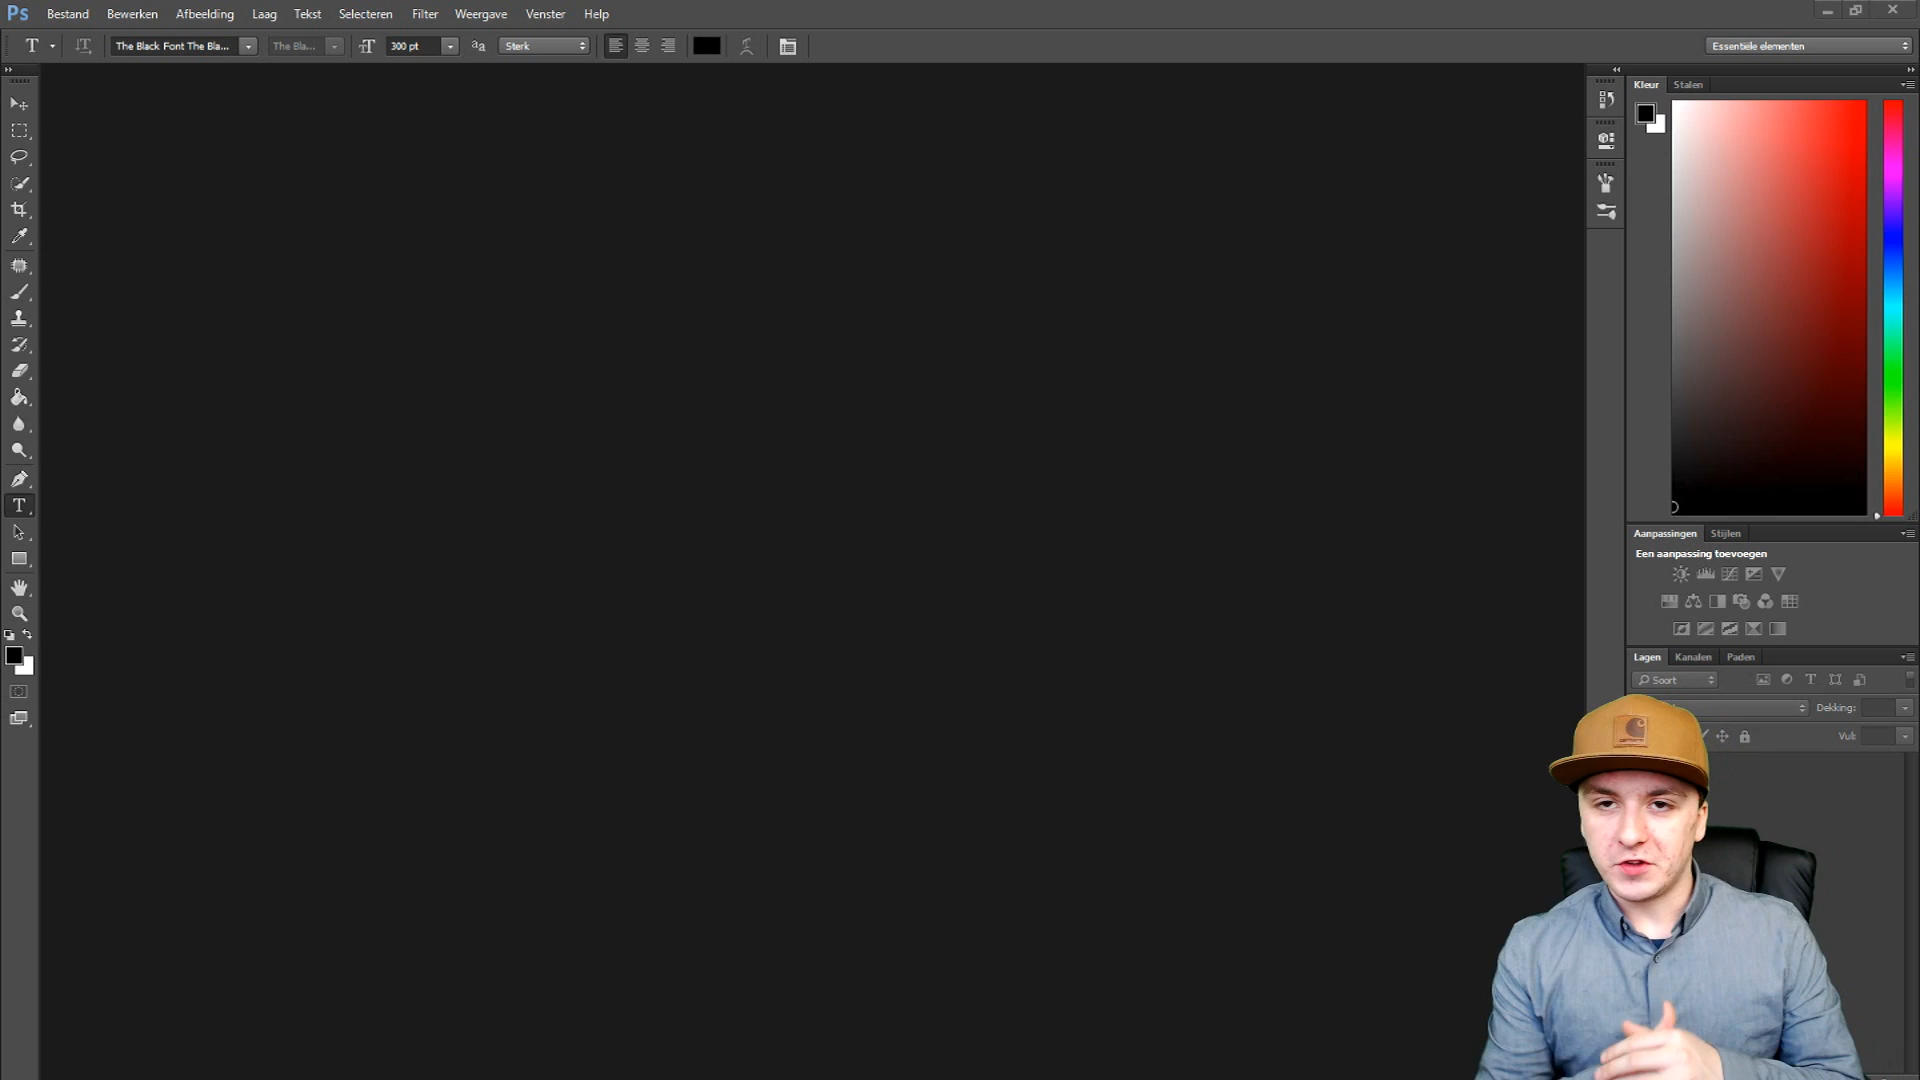 Ps Bestand Bewerken Afbeelding Laag Tekst Selecteren Filter Weergave Venster Help
T The Black Font The Bla... The Bla... 300 pt Sterk Essentiële elementen
Kleur Stalen
Aanpassingen Stijlen
Een aanpassing toevoegen
Lagen Kanalen Paden
Soort
Dekking:
Vul: